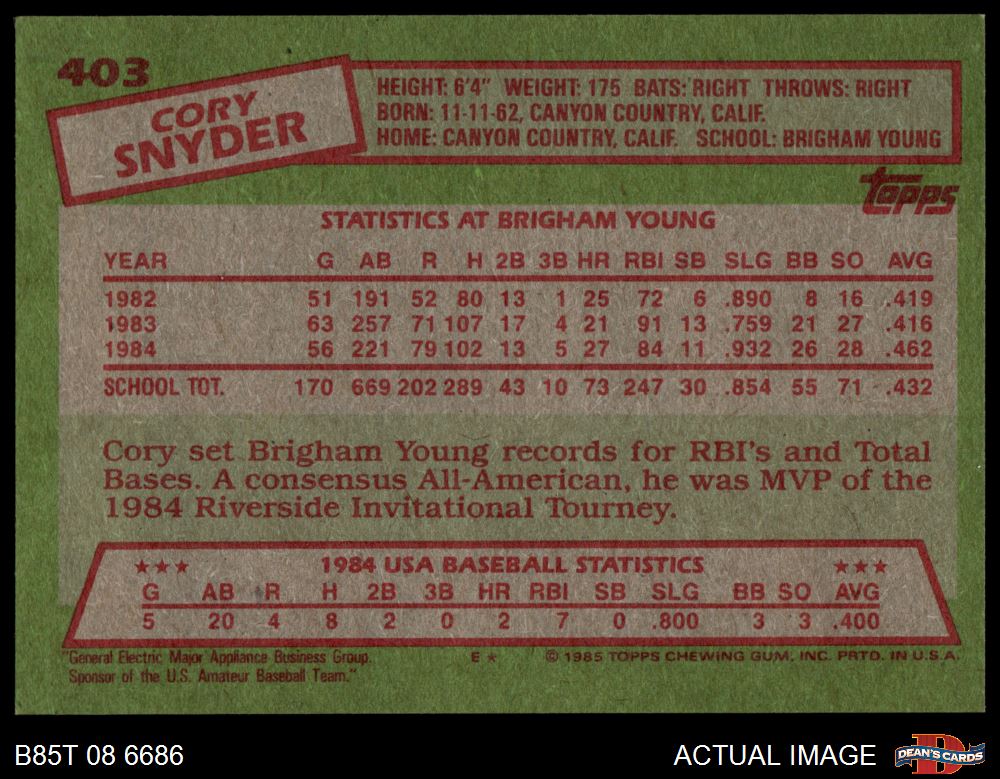 403
CORY
SNYDER
HEIGHT: 6'4" WEIGHT: 175 BATS: RIGHT THROWS: RIGHT
BORN: 11-11-62, CANYON COUNTRY, CALIF.
HOME: CANYON COUNTRY, CALIF. SCHOOL: BRIGHAM YOUNG
topps
STATISTICS AT BRIGHAM YOUNG
YEAR G AB R H 2B 3B HR RBI SB SLG BB SO AVG
1982 51 191 52 80 13 1 25 72 6 .890 8 16 .419
1983 63 257 71 107 17 4 21 91 13 .759 21 27 .416
1984 56 221 79 102 13 5 27 84 11 .932 26 28 .462
SCHOOL TOT. 170 669 202 289 43 10 73 247 30 .854 55 71 .432
Cory set Brigham Young records for RBI's and Total
Bases. A consensus All-American, he was MVP of the
1984 Riverside Invitational Tourney.
★★★ 1984 USA BASEBALL STATISTICS ★★★
G AB R H 2B 3B HR RBI SB SLG BB SO AVG
5 20 4 8 2 0 2 7 0 .800 3 3 .400
"General Electric Major Appliance Business Group. E★ © 1985 TOPPS CHEWING GUM, INC. PRTD. IN U.S.A.
Sponsor of the U.S. Amateur Baseball Team."
B85T 08 6686 ACTUAL IMAGE DEAN'S CARDS